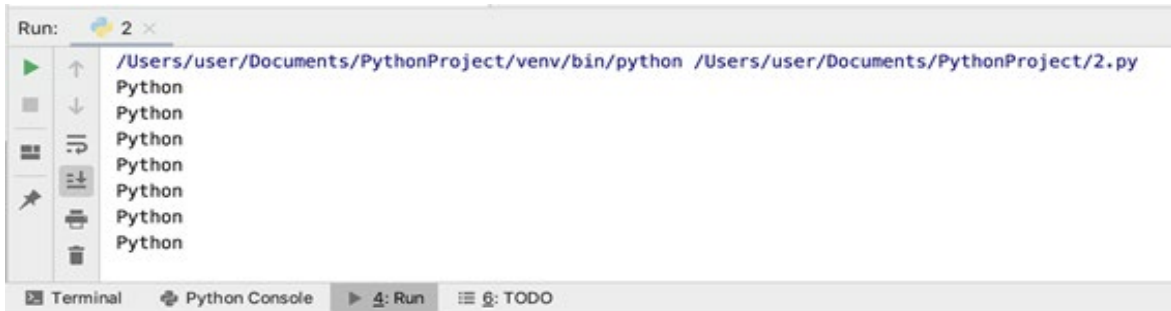 Run: 2
/Users/user/Documents/PythonProject/venv/bin/python /Users/user/Documents/PythonProject/2.py
Python
Python
Python
Python
Python
Python
Python
Terminal Python Console 4: Run 6: TODO